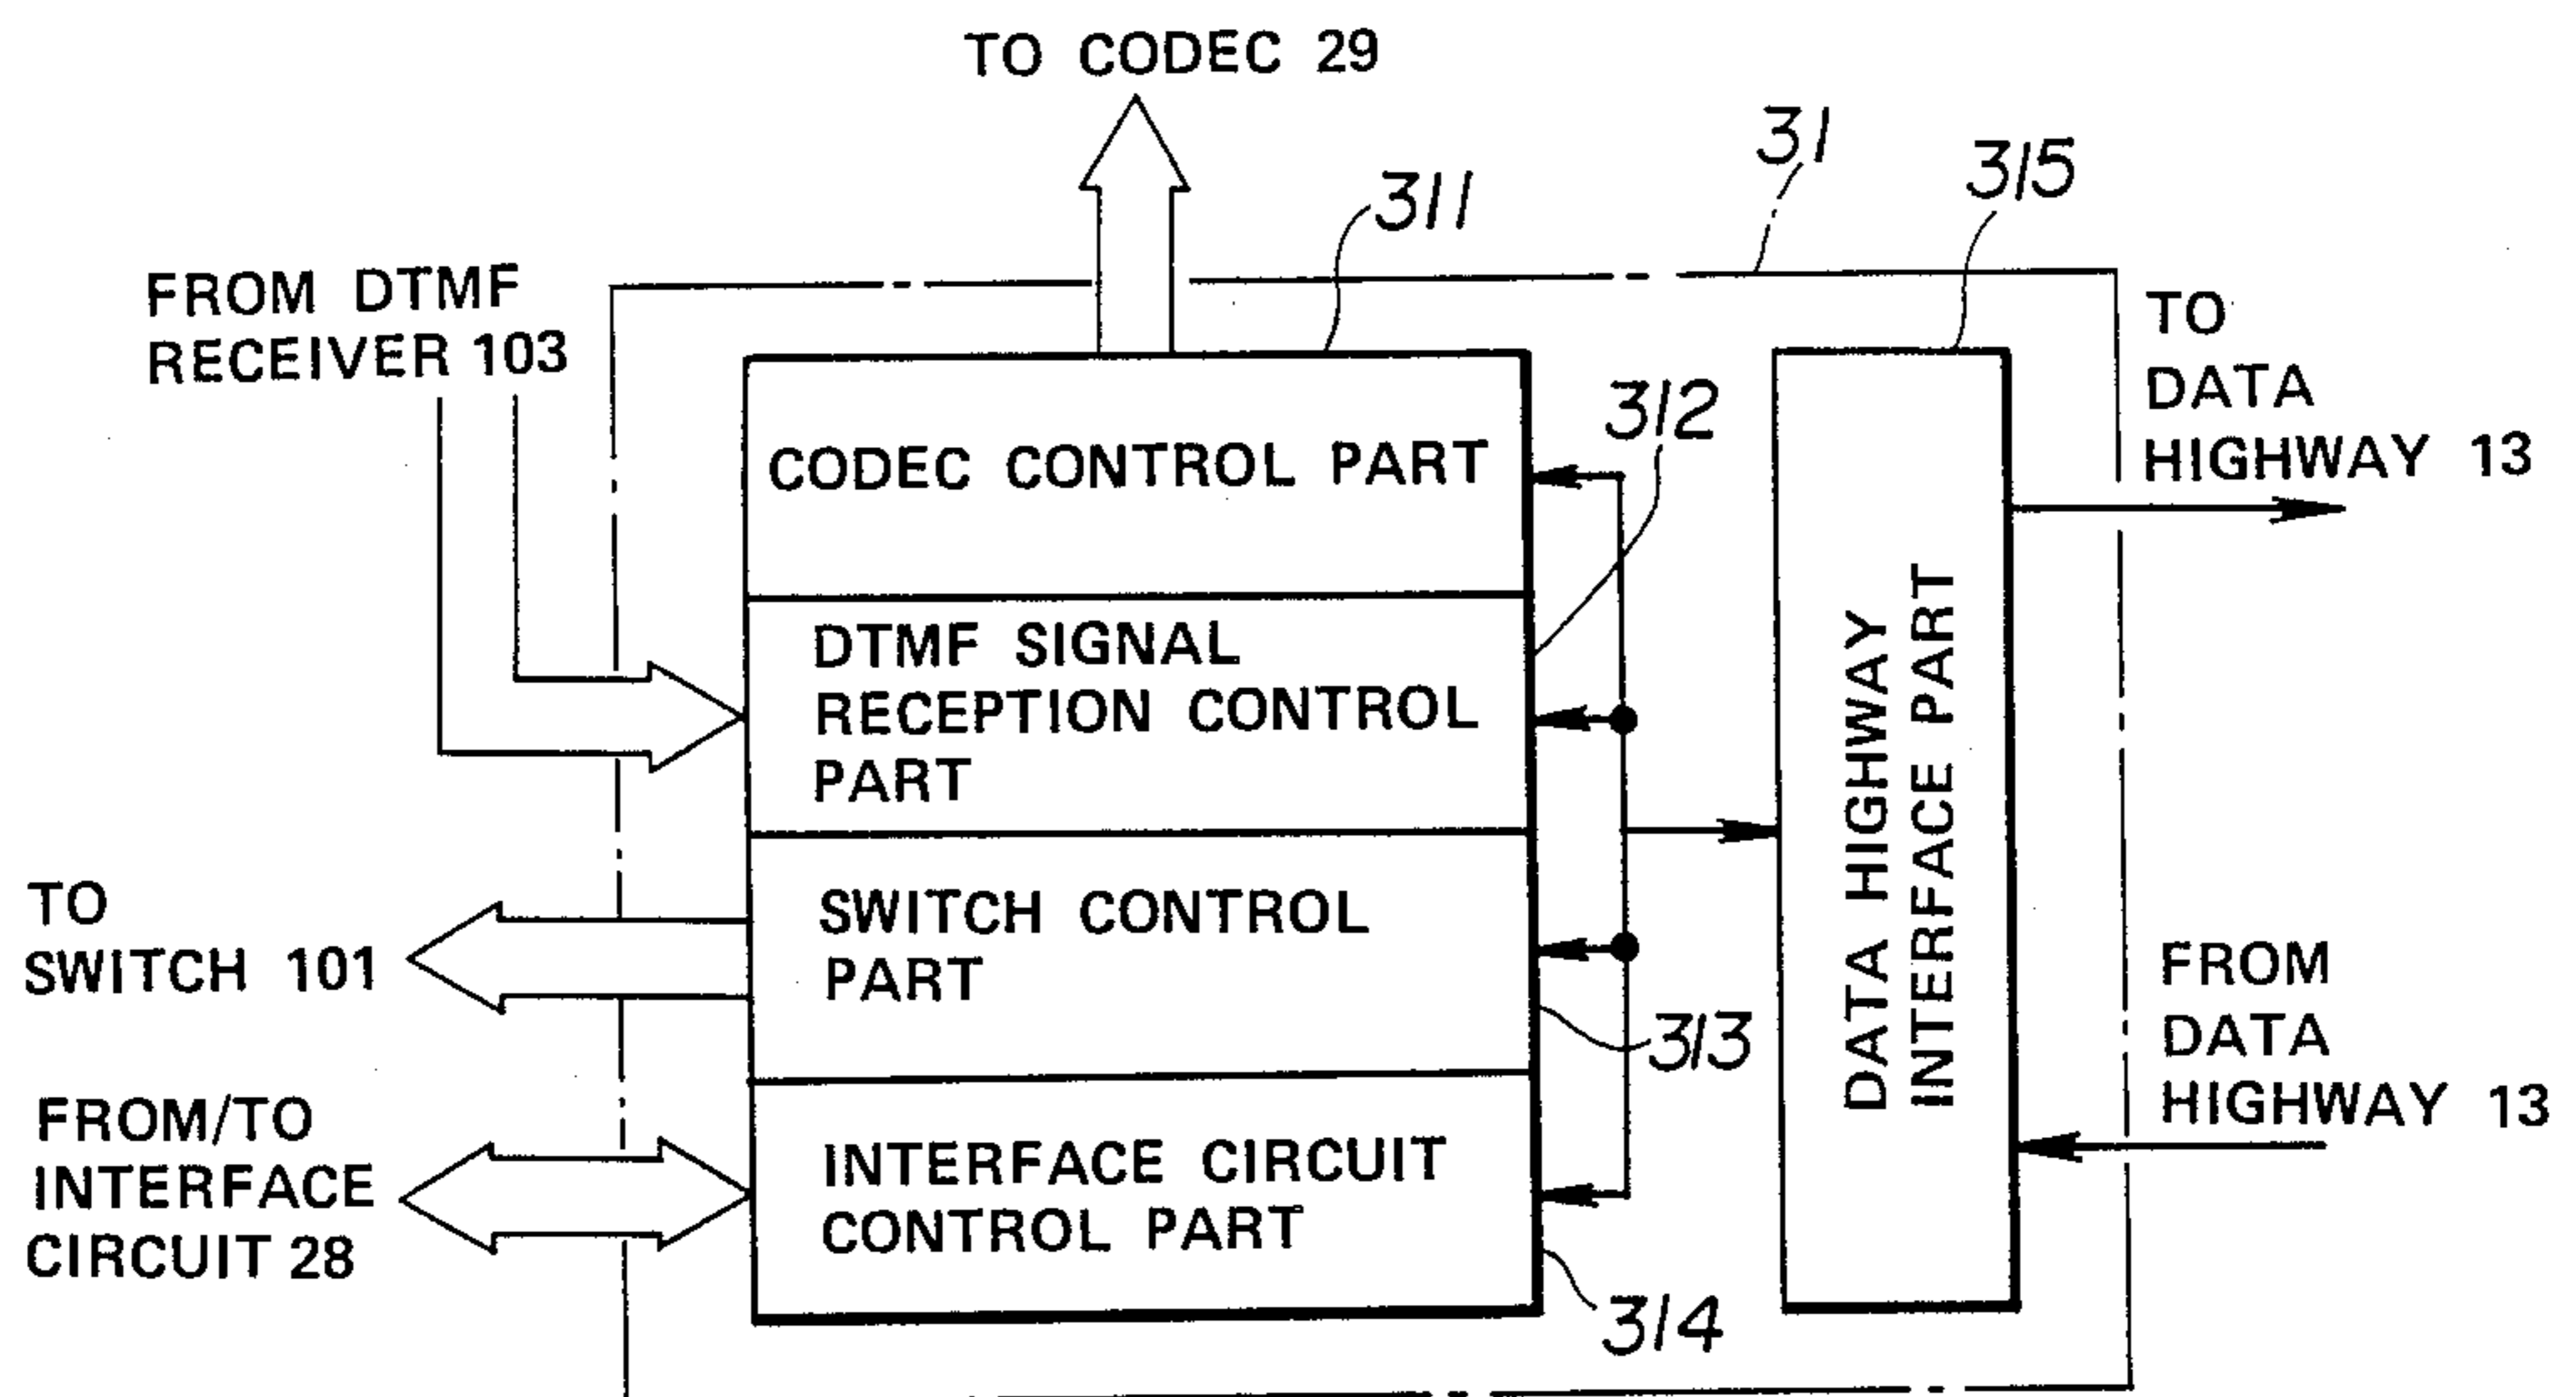 TO CODEC 29
31
315
311
FROM DTMF
RECEIVER 103
TO
DATA
HIGHWAY 13
312
CODEC CONTROL PART
DTMF SIGNAL
RECEPTION CONTROL
PART
DATA HIGHWAY
INTERFACE PART
TO
SWITCH 101
SWITCH CONTROL
PART
313
FROM
DATA
HIGHWAY 13
FROM/TO
INTERFACE
CIRCUIT 28
INTERFACE CIRCUIT
CONTROL PART
314